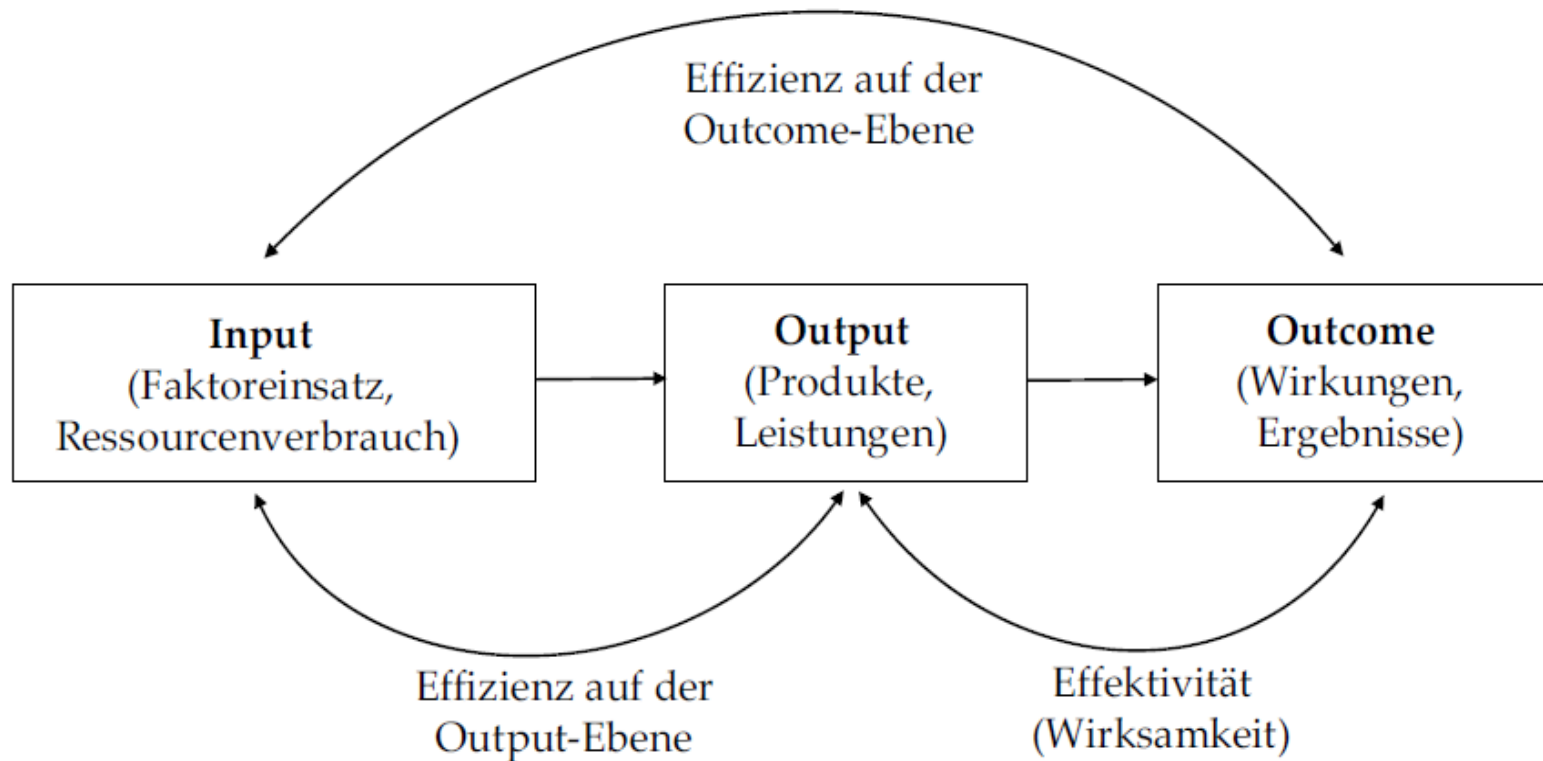 Effizienz auf der
Outcome-Ebene
Input
(Faktoreinsatz,
Ressourcenverbrauch)
Output
(Produkte,
Leistungen)
Outcome
(Wirkungen,
Ergebnisse)
Effizienz auf der
Output-Ebene
Effektivität
(Wirksamkeit)